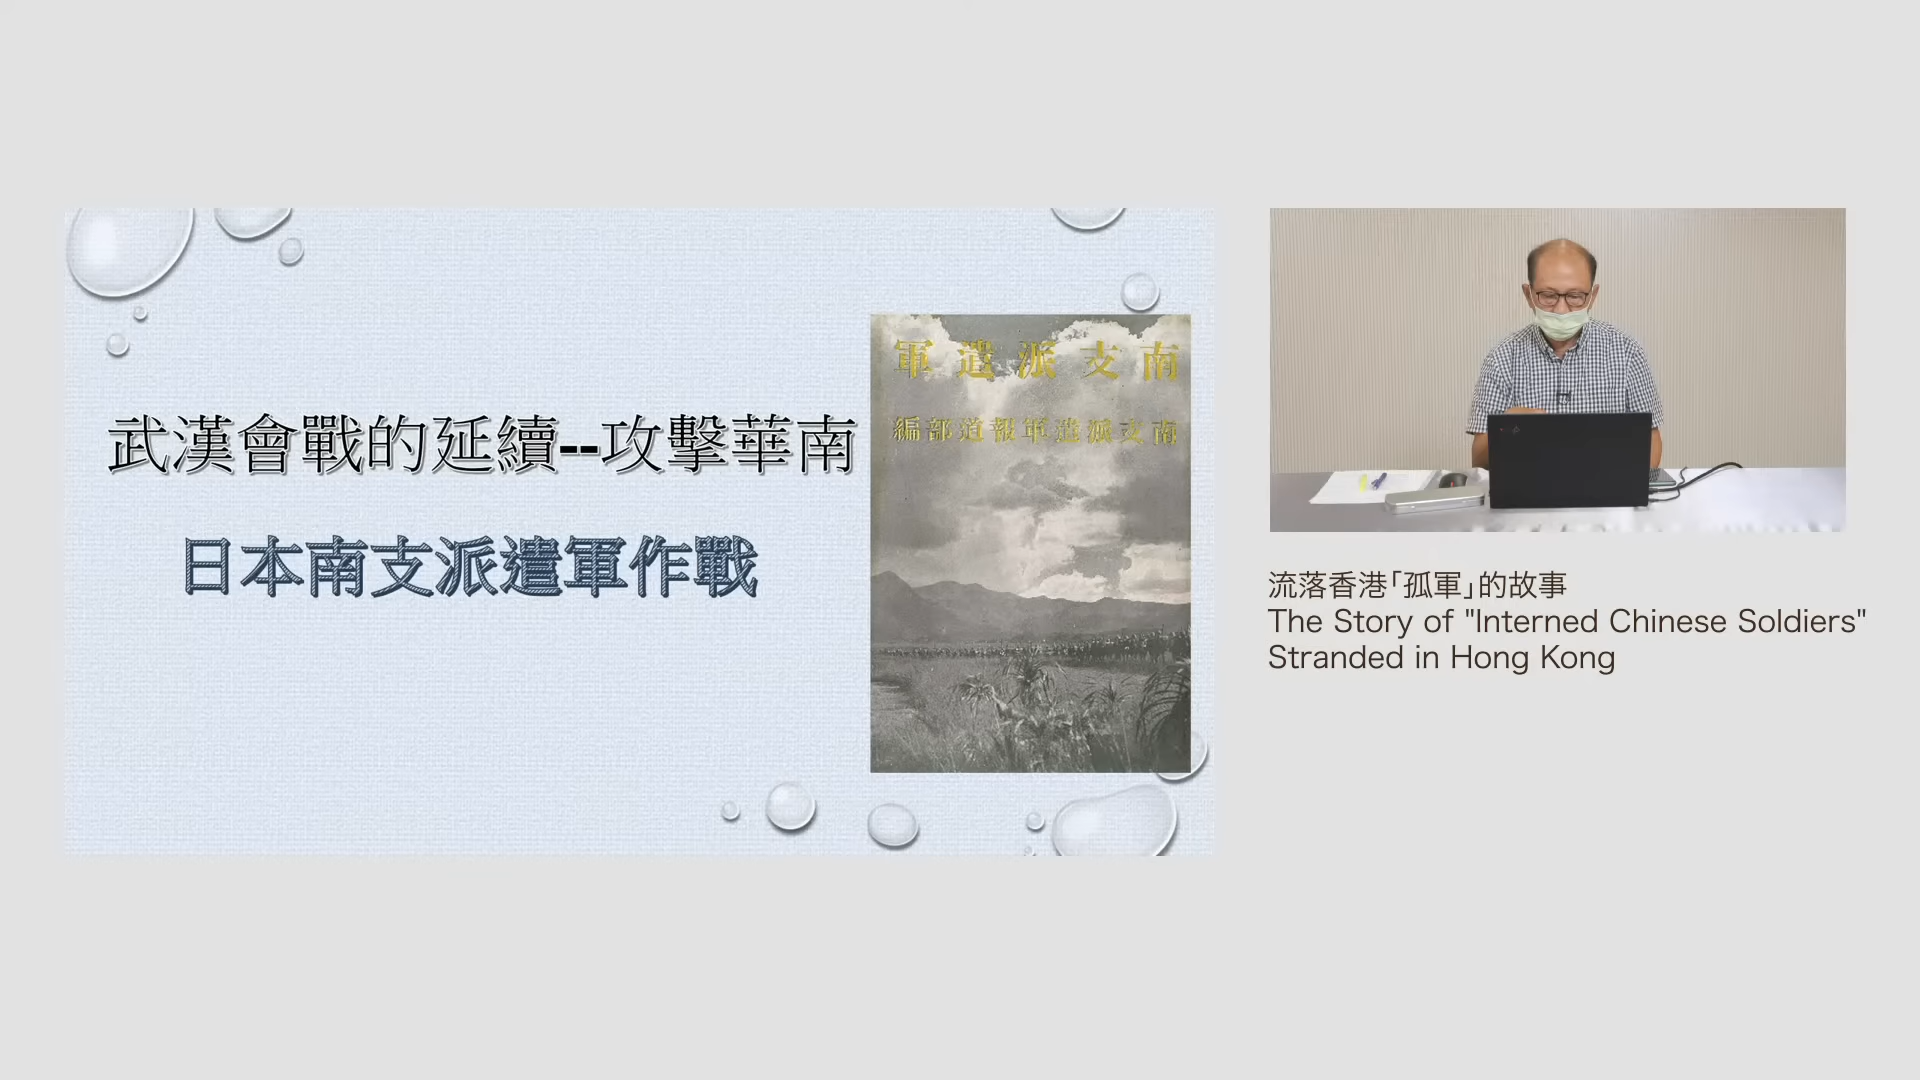 武漢會戰的延續--攻擊華南
日本南支派遣軍作戰
軍遣派支南
編部道報軍遣派支南
流落香港「孤軍」的故事
The Story of "Interned Chinese Soldiers"
Stranded in Hong Kong